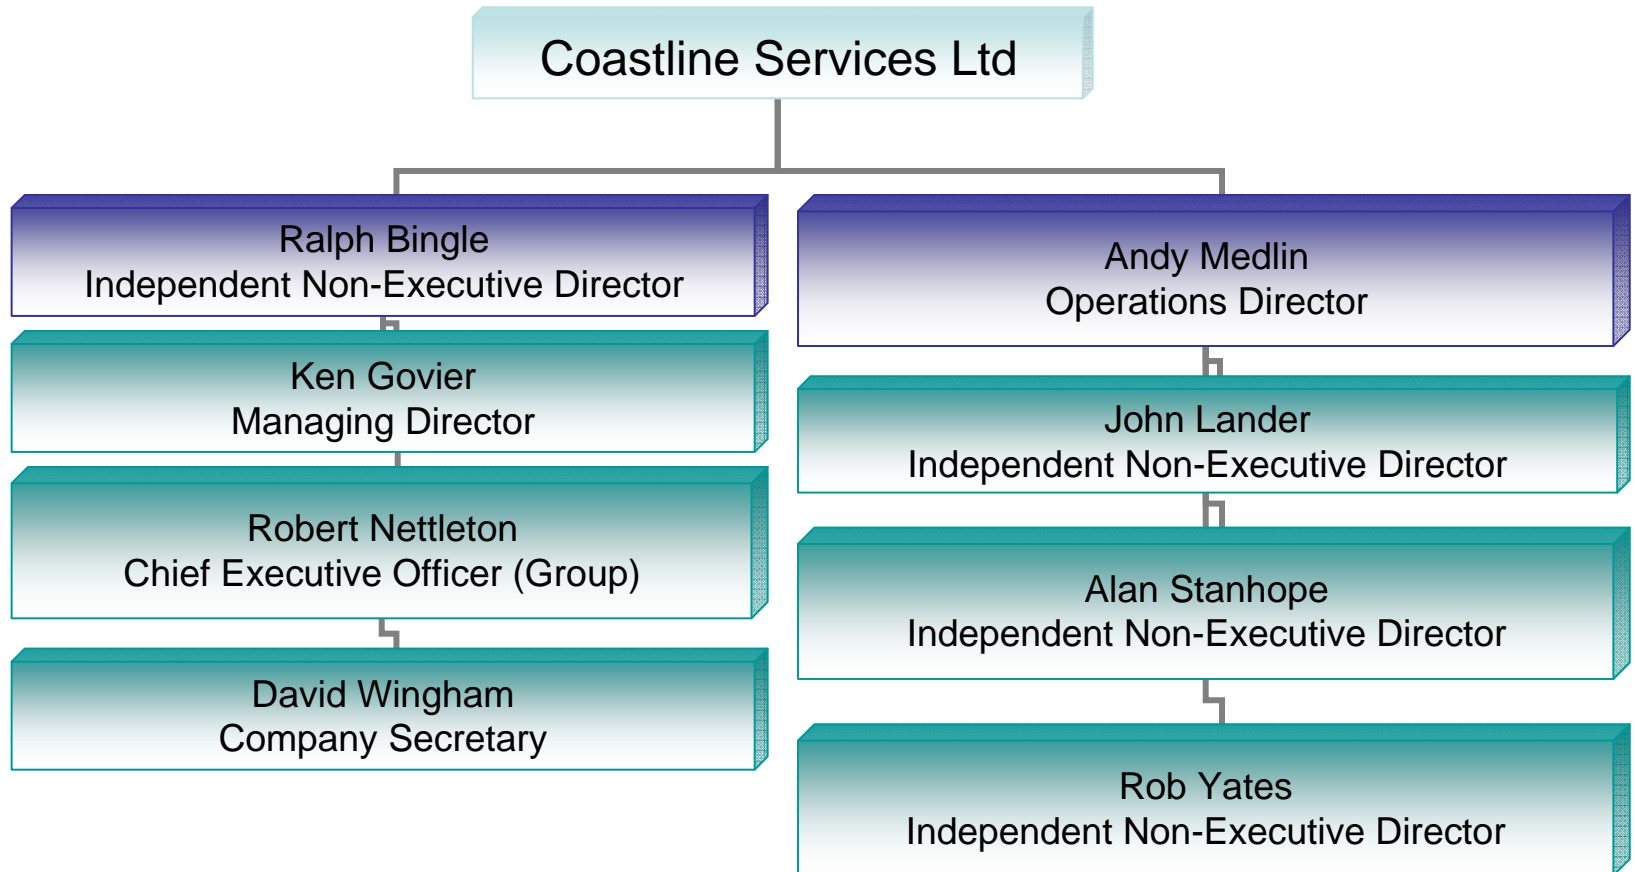 Coastline Services Ltd
Ralph Bingle
Independent Non-Executive Director
Ken Govier
Managing Director
Robert Nettleton
Chief Executive Officer (Group)
David Wingham
Company Secretary
Andy Medlin
Operations Director
John Lander
Independent Non-Executive Director
Alan Stanhope
Independent Non-Executive Director
Rob Yates
Independent Non-Executive Director